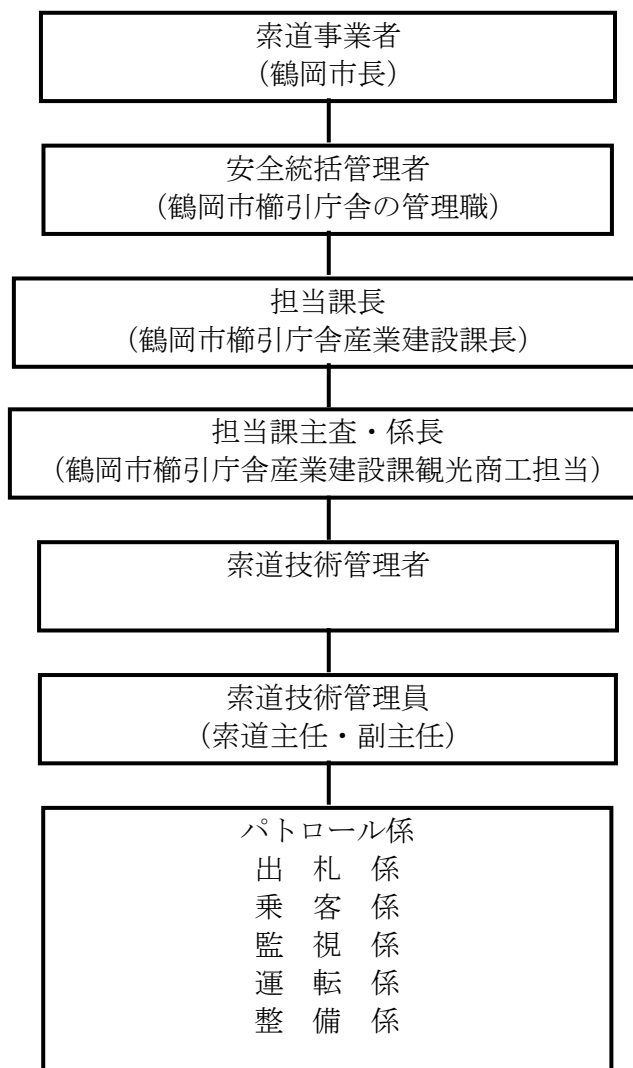 索道事業者
(鶴岡市長)
安全統括管理者
(鶴岡市櫛引庁舎の管理職)
担当課長
(鶴岡市櫛引庁舎産業建設課長)
担当課主査・係長
(鶴岡市櫛引庁舎産業建設課観光商工担当)
索道技術管理者
索道技術管理員
(索道主任・副主任)
パトロール係
出　札　係
乗　客　係
監　視　係
運　転　係
整　備　係